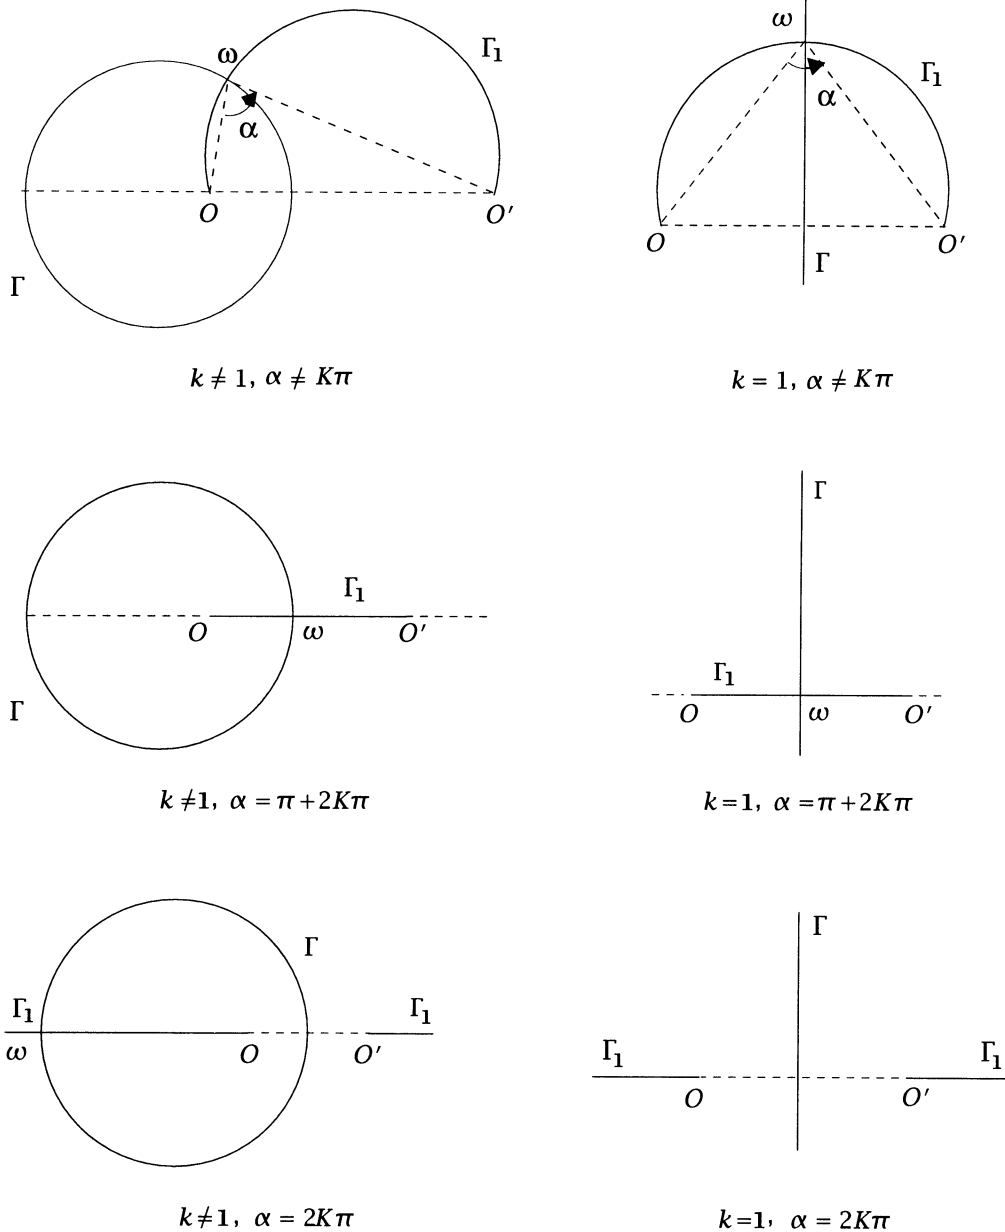 ω
Γ₁
α
O
O′
Γ
k ≠ 1, α ≠ Kπ
ω
Γ₁
α
O
O′
Γ
k = 1, α ≠ Kπ
Γ₁
O
ω
O′
Γ
k ≠ 1, α = π + 2Kπ
Γ
Γ₁
O
ω
O′
k = 1, α = π + 2Kπ
Γ
Γ₁
Γ₁
ω
O
O′
k ≠ 1, α = 2Kπ
Γ
Γ₁
Γ₁
O
O′
k = 1, α = 2Kπ